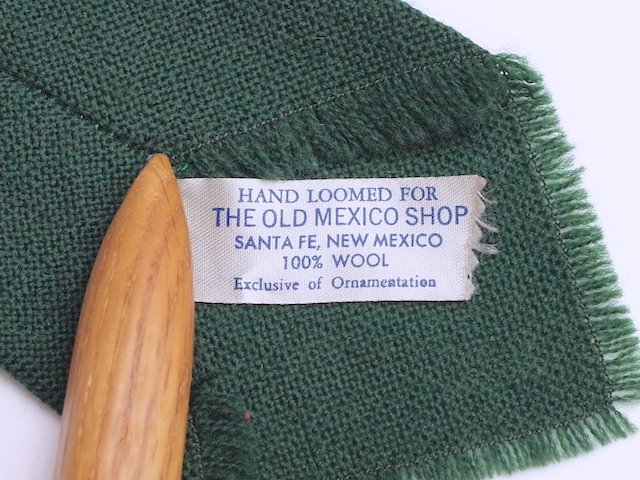 HAND LOOMED FOR
THE OLD MEXICO SHOP
SANTA FE, NEW MEXICO
100% WOOL
Exclusive of Ornamentation